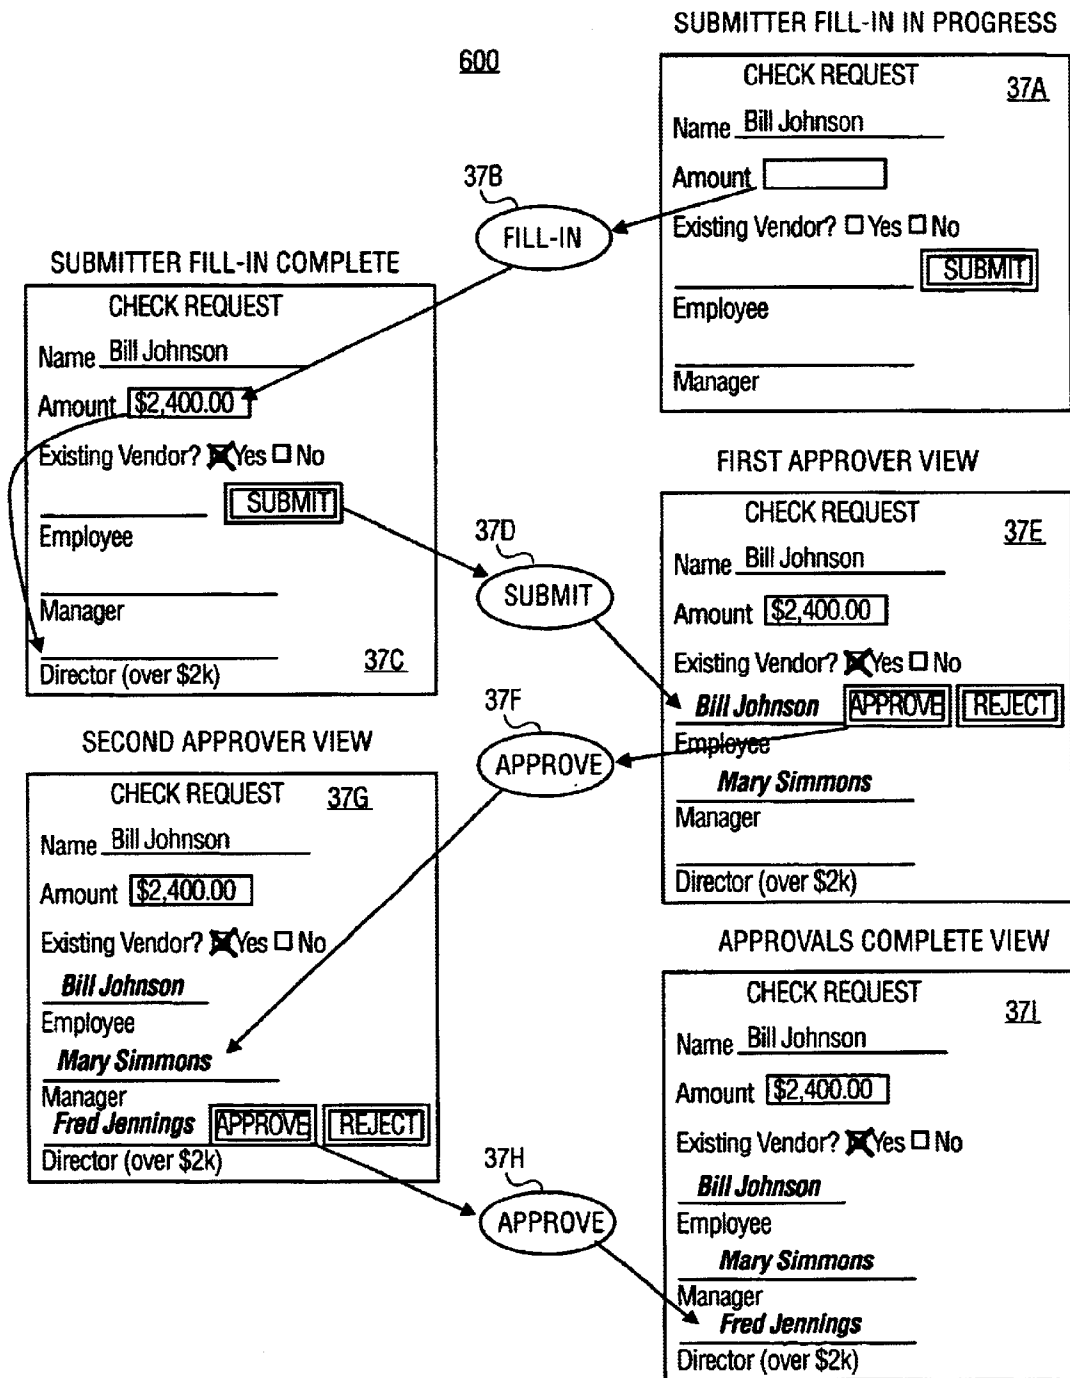 600
SUBMITTER FILL-IN IN PROGRESS
CHECK REQUEST
37A
Name Bill Johnson
Amount
Existing Vendor? Yes No
SUBMIT
Employee
Manager
37B
FILL-IN
SUBMITTER FILL-IN COMPLETE
CHECK REQUEST
Name Bill Johnson
Amount $2,400.00
Existing Vendor? Yes No
SUBMIT
Employee
Manager
Director (over $2k)
37C
37D
SUBMIT
FIRST APPROVER VIEW
CHECK REQUEST
37E
Name Bill Johnson
Amount $2,400.00
Existing Vendor? Yes No
Bill Johnson APPROVE REJECT
Employee
Mary Simmons
Manager
Director (over $2k)
37F
APPROVE
SECOND APPROVER VIEW
CHECK REQUEST 37G
Name Bill Johnson
Amount $2,400.00
Existing Vendor? Yes No
Bill Johnson
Employee
Mary Simmons
Manager
Fred Jennings APPROVE REJECT
Director (over $2k)
37H
APPROVE
APPROVALS COMPLETE VIEW
CHECK REQUEST
37I
Name Bill Johnson
Amount $2,400.00
Existing Vendor? Yes No
Bill Johnson
Employee
Mary Simmons
Manager
Fred Jennings
Director (over $2k)